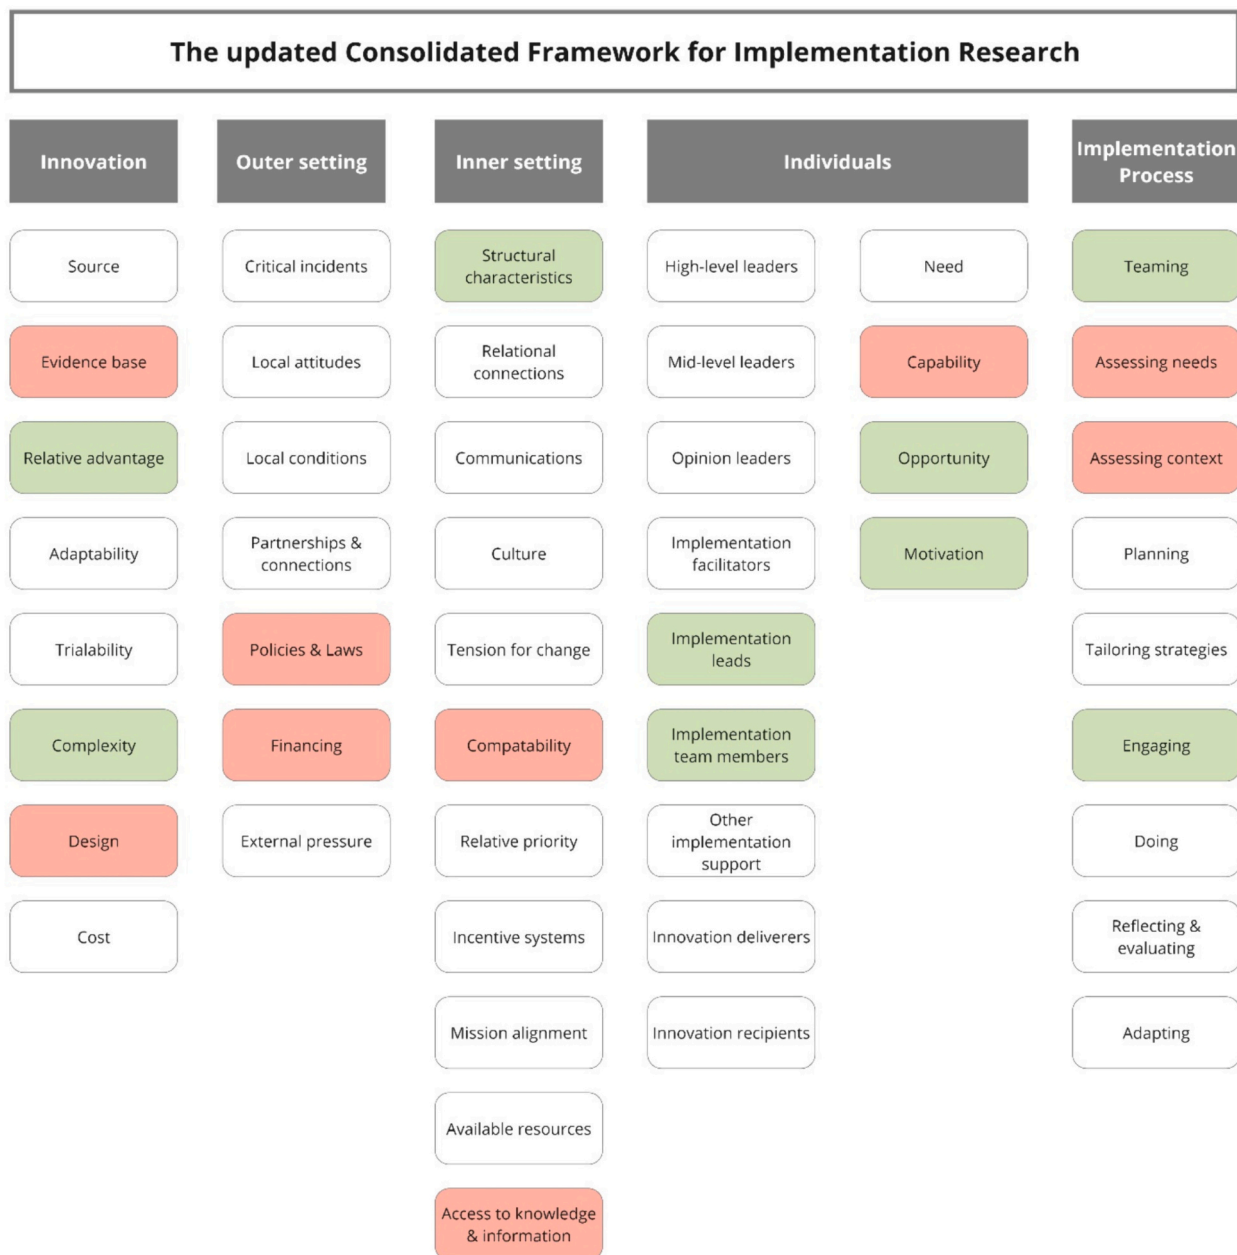 The updated Consolidated Framework for Implementation Research
Innovation
Source
Evidence base
Relative advantage
Adaptability
Trialability
Complexity
Design
Cost
Outer setting
Critical incidents
Local attitudes
Local conditions
Partnerships &
connections
Policies & Laws
Financing
External pressure
Inner setting
Structural
characteristics
Relational
connections
Communications
Culture
Tension for change
Compatability
Relative priority
Incentive systems
Mission alignment
Available resources
Access to knowledge
& information
Individuals
High-level leaders
Mid-level leaders
Opinion leaders
Implementation
facilitators
Implementation
leads
Implementation
team members
Other
implementation
support
Innovation deliverers
Innovation recipients
Need
Capability
Opportunity
Motivation
Implementation
Process
Teaming
Assessing needs
Assessing context
Planning
Tailoring strategies
Engaging
Doing
Reflecting &
evaluating
Adapting